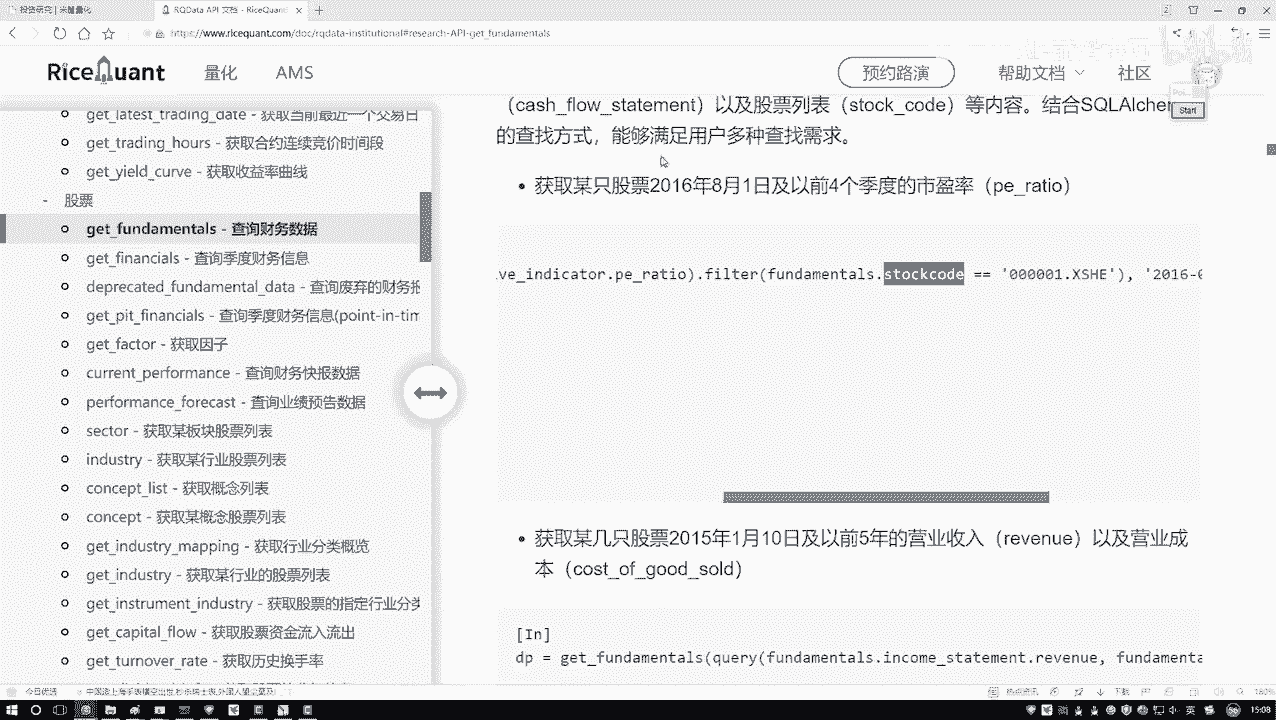 投资研究 | 米筐量化
RQData API 文档 - RiceQuant
https://www.ricequant.com/doc/rqdata-institutional#research-API-get_fundamentals
RiceQuant
量化
AMS
预约路演
帮助文档
社区
Start
get_latest_trading_date - 获取当前最近一个交易日
get_trading_hours - 获取合约连续竞价时间段
get_yield_curve - 获取收益率曲线
- 股票
get_fundamentals - 查询财务数据
get_financials - 查询季度财务信息
deprecated_fundamental_data - 查询废弃的财务报
get_pit_financials - 查询季度财务信息(point-in-tim
get_factor - 获取因子
current_performance - 查询财务快报数据
performance_forecast - 查询业绩预告数据
sector - 获取某板块股票列表
industry - 获取某行业股票列表
concept_list - 获取概念列表
concept - 获取某概念股票列表
get_industry_mapping - 获取行业分类概览
get_industry - 获取某行业的股票列表
get_instrument_industry - 获取股票的指定行业分类
get_capital_flow - 获取股票资金流入流出
get_turnover_rate - 获取历史换手率
（cash_flow_statement）以及股票列表（stock_code）等内容。结合SQLAlchem
的查找方式，能够满足用户多种查找需求。
• 获取某只股票2016年8月1日及以前4个季度的市盈率（pe_ratio）
ve_indicator.pe_ratio).filter(fundamentals.stockcode == '000001.XSHE'), '2016-0
• 获取某几只股票2015年1月10日及以前5年的营业收入（revenue）以及营业成
本（cost_of_good_sold）
[In]
dp = get_fundamentals(query(fundamentals.income_statement.revenue, fundamenta
今日优选
160%
英
15:08